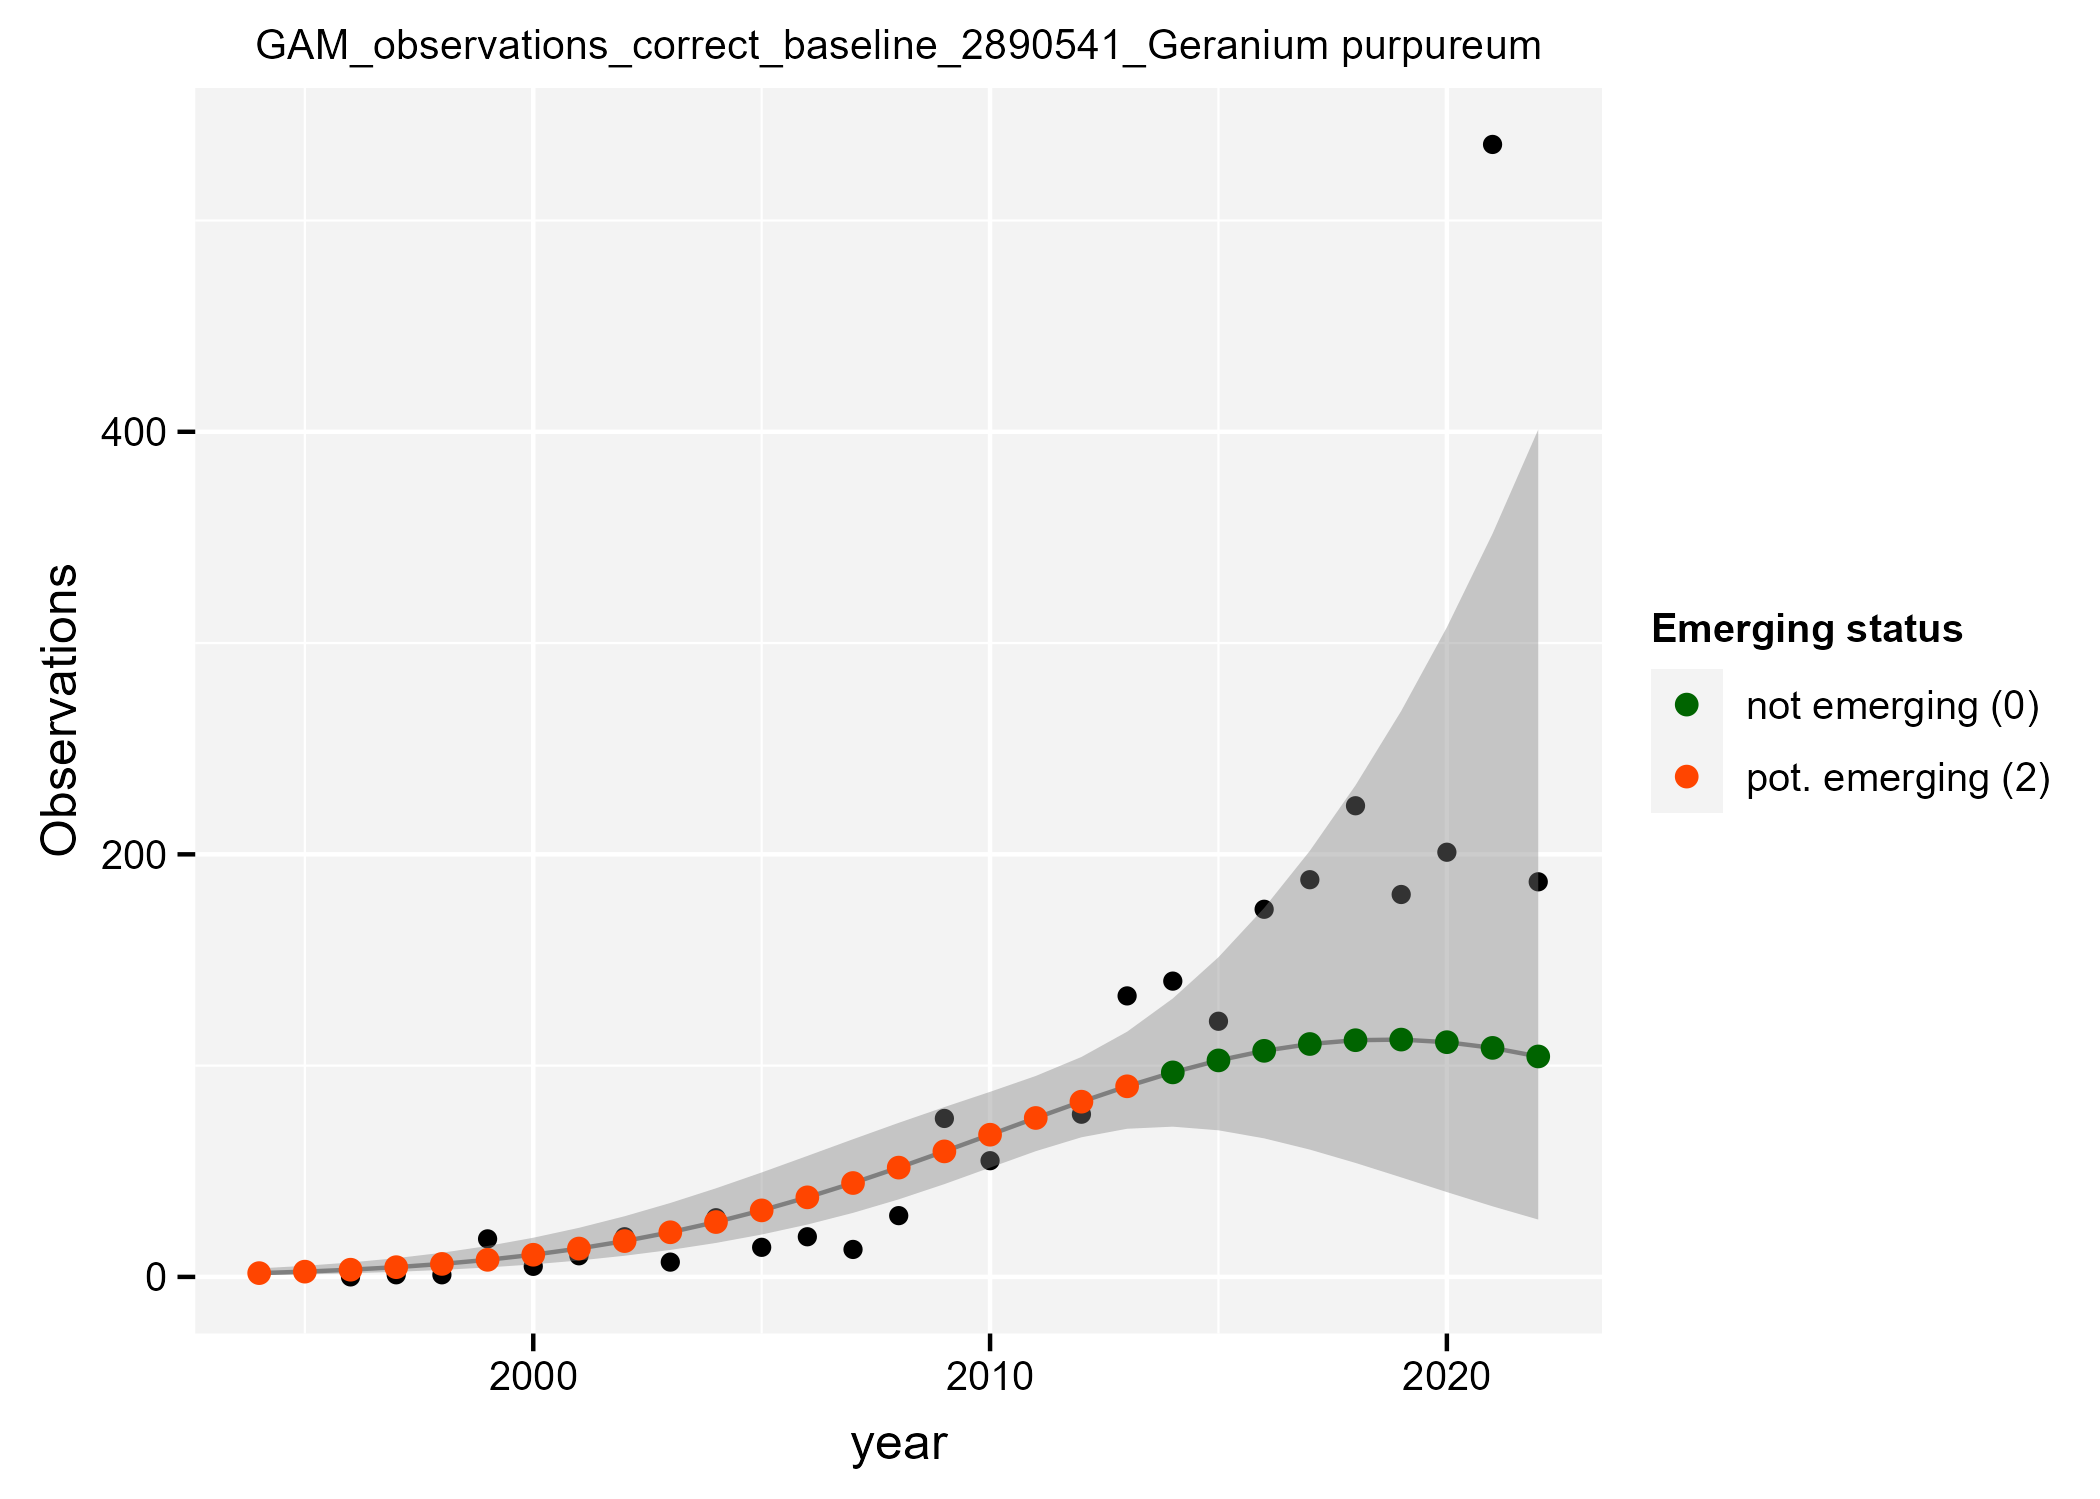 GAM_observations_correct_baseline_2890541_Geranium purpureum
Observations
400
200
0
2000
2010
2020
year
Emerging status
not emerging (0)
pot. emerging (2)